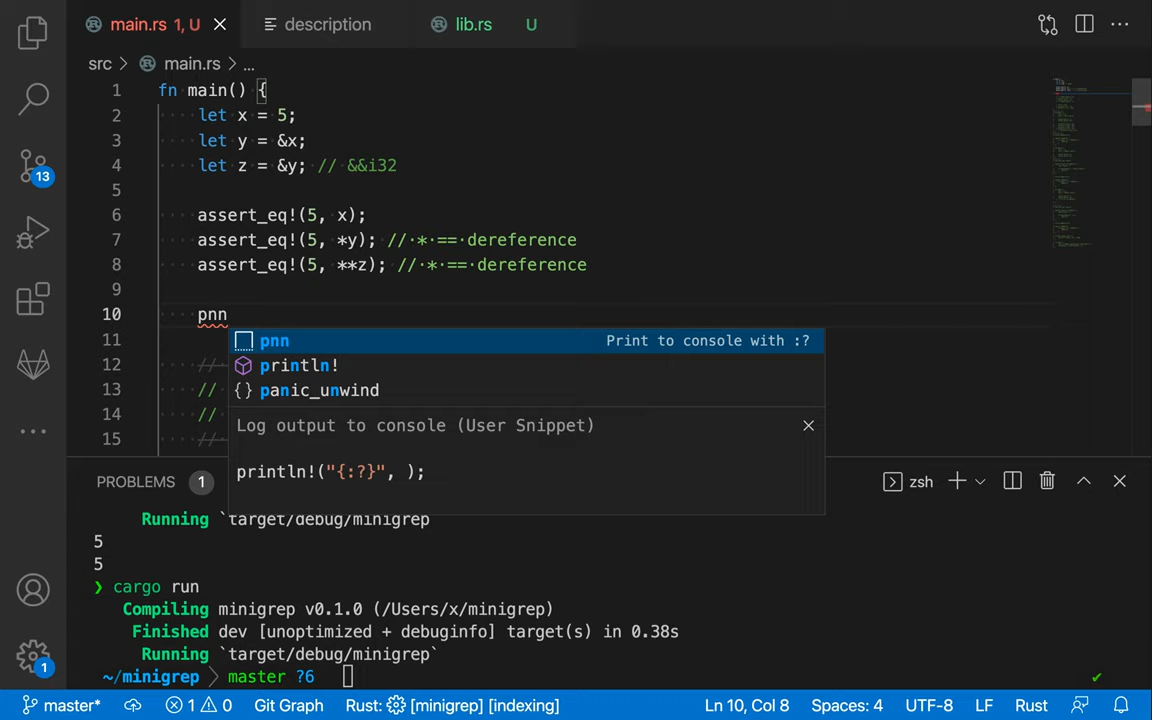 main.rs 1, U
description
lib.rs U
src > main.rs > ...
1 fn main() {
2 let x = 5;
3 let y = &x;
4 let z = &y; // &&i32
5
6 assert_eq!(5, x);
7 assert_eq!(5, *y); // * == dereference
8 assert_eq!(5, **z); // * == dereference
9
10 pnn
pnn Print to console with :?
11
println!
12 //
panic_unwind
13 //
14 //
Log output to console (User Snippet)
15 //
println!("{:?}", );
13
PROBLEMS 1
zsh
Running `target/debug/minigrep
5
5
❯ cargo run
Compiling minigrep v0.1.0 (/Users/x/minigrep)
Finished dev [unoptimized + debuginfo] target(s) in 0.38s
Running `target/debug/minigrep`
~/minigrep master ?6
1
master* 1 0 Git Graph Rust: [minigrep] [indexing] Ln 10, Col 8 Spaces: 4 UTF-8 LF Rust